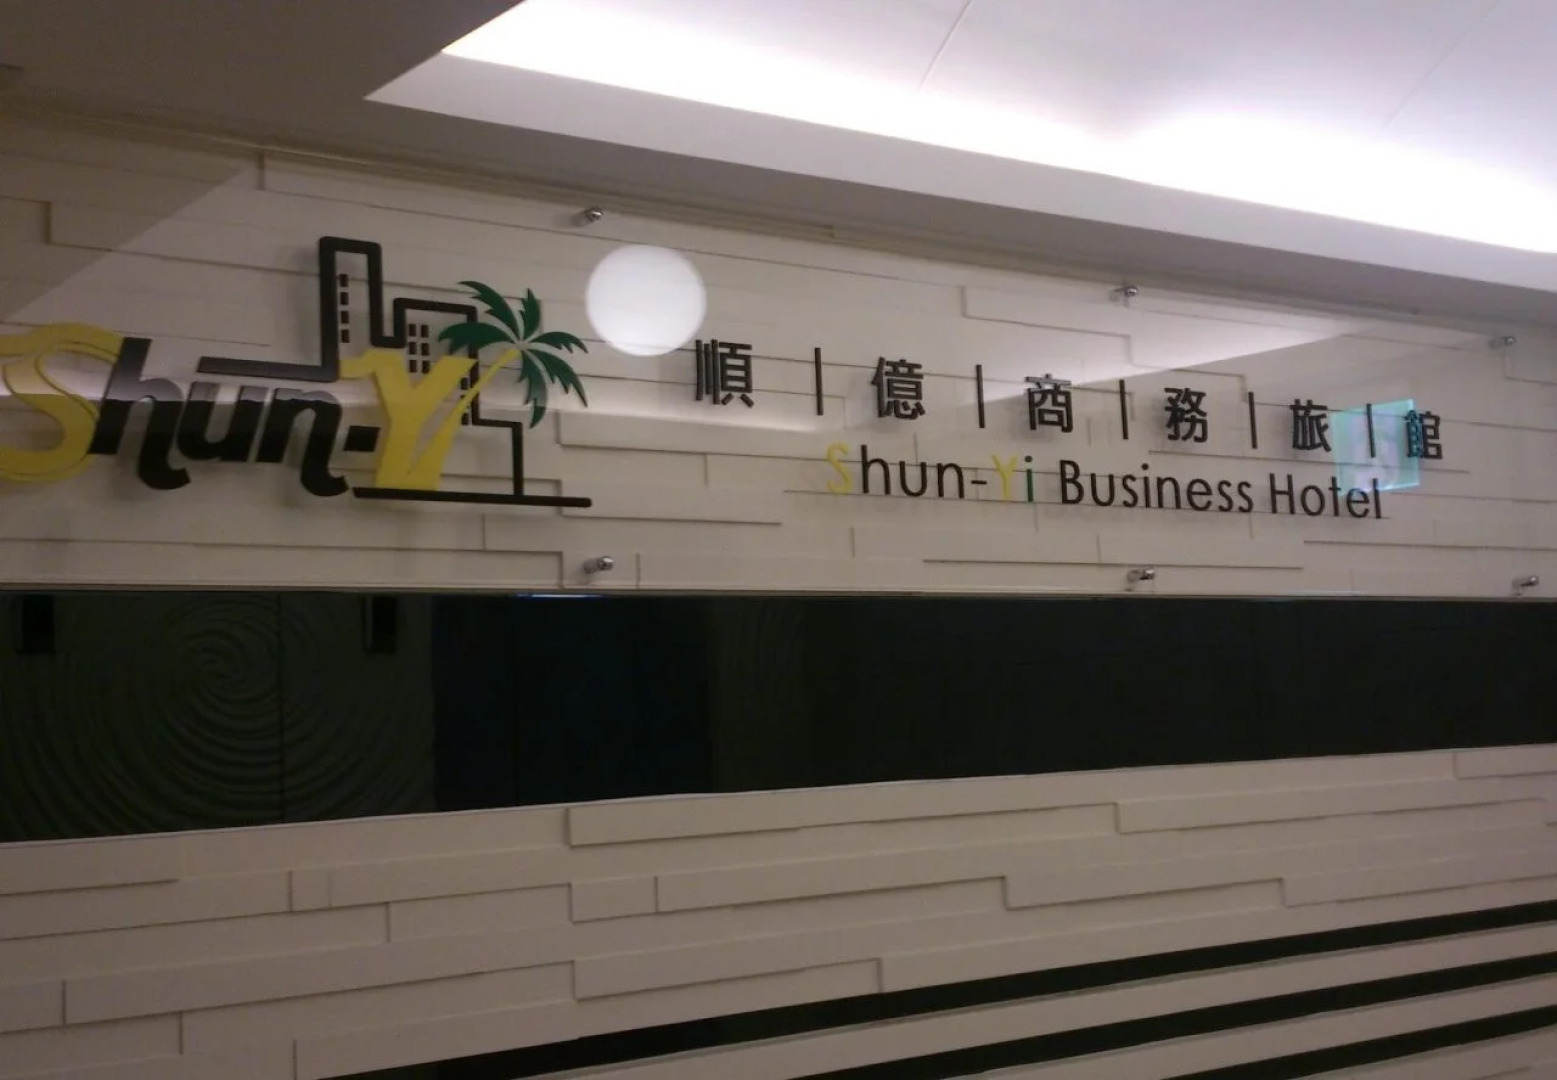 Shun-Yi
順|億|商|務|旅|館
Shun-Yi Business Hotel